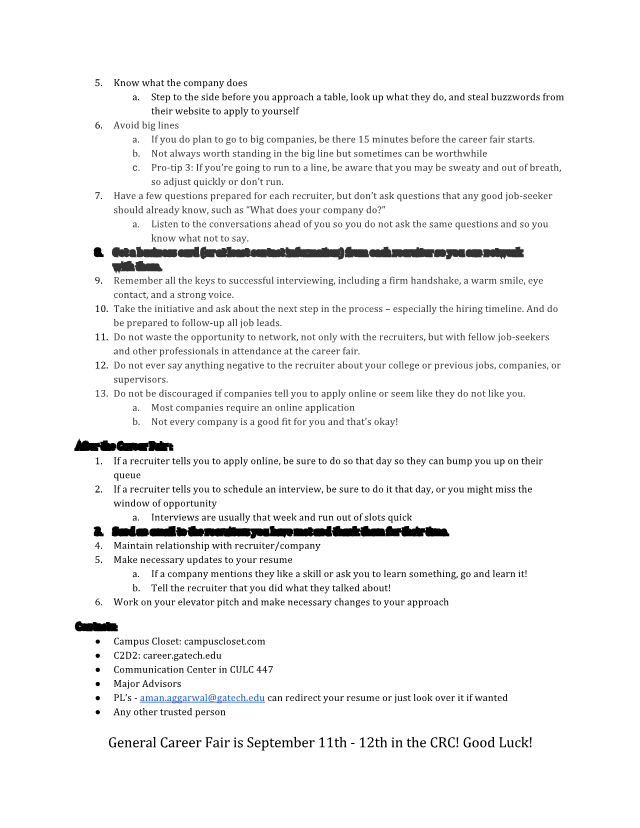 5. Know what the company does
a. Step to the side before you approach a table, look up what they do, and steal buzzwords from
their website to apply to yourself
6. Avoid big lines
a. If you do plan to go to big companies, be there 15 minutes before the career fair starts.
b. Not always worth standing in the big line but sometimes can be worthwhile
c. Pro-tip 3: If you're going to run to a line, be aware that you may be sweaty and out of breath,
so adjust quickly or don't run.
7. Have a few questions prepared for each recruiter, but don't ask questions that any good job-seeker
should already know, such as "What does your company do?"
a. Listen to the conversations ahead of you so you do not ask the same questions and so you
know what not to say.
8. Get a business card (or at least contact information) from each recruiter so you can network
with them.
9. Remember all the keys to successful interviewing, including a firm handshake, a warm smile, eye
contact, and a strong voice.
10. Take the initiative and ask about the next step in the process – especially the hiring timeline. And do
be prepared to follow-up all job leads.
11. Do not waste the opportunity to network, not only with the recruiters, but with fellow job-seekers
and other professionals in attendance at the career fair.
12. Do not ever say anything negative to the recruiter about your college or previous jobs, companies, or
supervisors.
13. Do not be discouraged if companies tell you to apply online or seem like they do not like you.
a. Most companies require an online application
b. Not every company is a good fit for you and that's okay!
After the Career Fair:
1. If a recruiter tells you to apply online, be sure to do so that day so they can bump you up on their
queue
2. If a recruiter tells you to schedule an interview, be sure to do it that day, or you might miss the
window of opportunity
a. Interviews are usually that week and run out of slots quick
3. Send an email to the recruiters you have met and thank them for their time.
4. Maintain relationship with recruiter/company
5. Make necessary updates to your resume
a. If a company mentions they like a skill or ask you to learn something, go and learn it!
b. Tell the recruiter that you did what they talked about!
6. Work on your elevator pitch and make necessary changes to your approach
Contacts:
● Campus Closet: campuscloset.com
● C2D2: career.gatech.edu
● Communication Center in CULC 447
● Major Advisors
● PL's - aman.aggarwal@gatech.edu can redirect your resume or just look over it if wanted
● Any other trusted person
General Career Fair is September 11th - 12th in the CRC! Good Luck!